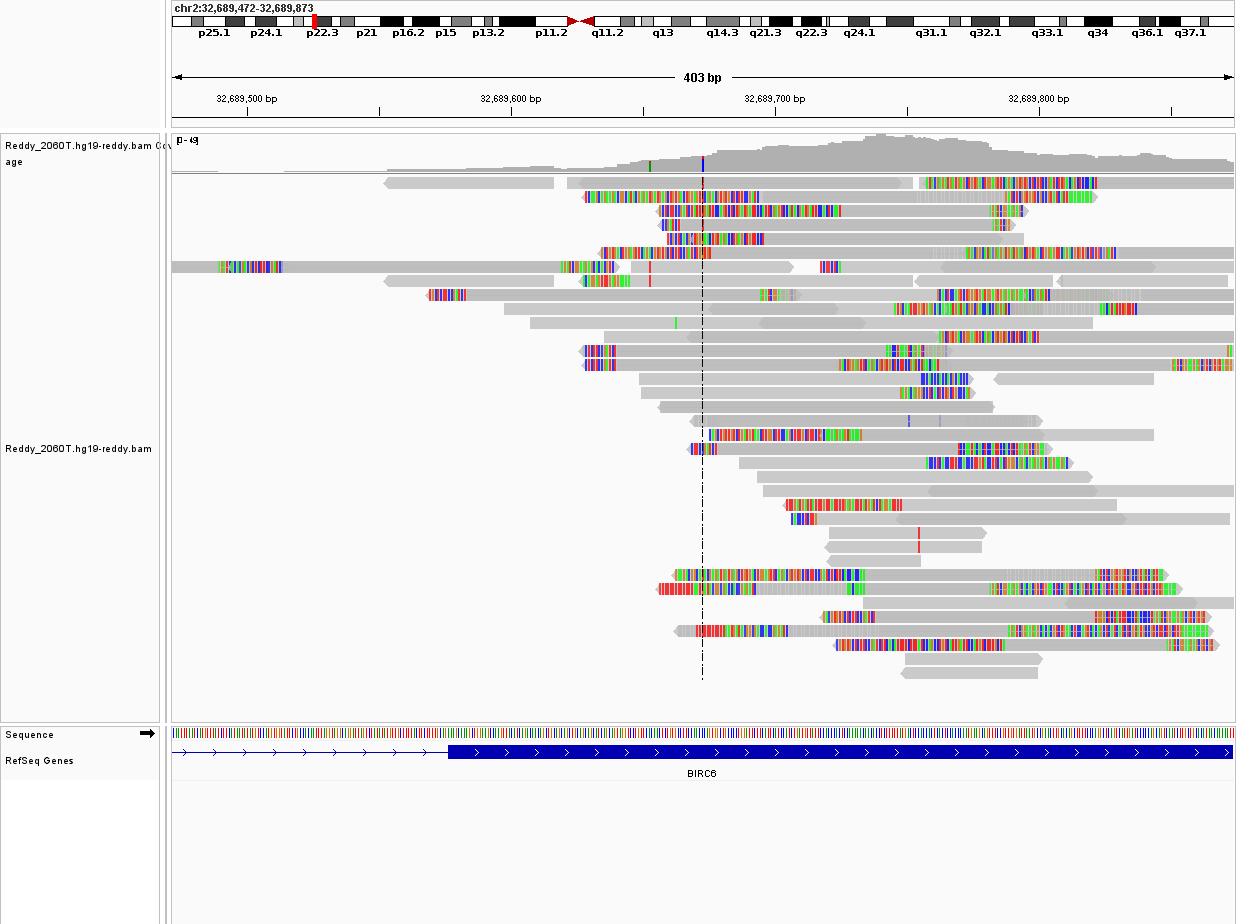 chr2:32,689,472-32,689,873
p25.1 p24.1 p22.3 p21 p16.2 p15 p13.2 p11.2 q11.2 q13 q14.3 q21.3 q22.3 q24.1 q31.1 q32.1 q33.1 q34 q36.1 q37.1
403 bp
32,689,500 bp 32,689,600 bp 32,689,700 bp 32,689,800 bp
[0 - 49]
Reddy_2060T.hg19-reddy.bam Cov
age
Reddy_2060T.hg19-reddy.bam
Sequence
RefSeq Genes
BIRC6